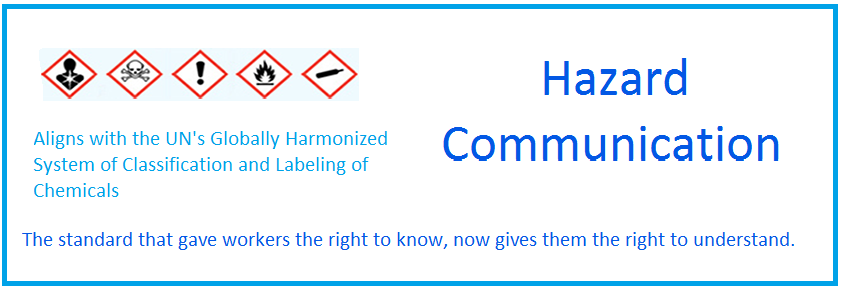 Hazard
Communication
Aligns with the UN's Globally Harmonized
System of Classification and Labeling of
Chemicals
The standard that gave workers the right to know, now gives them the right to understand.